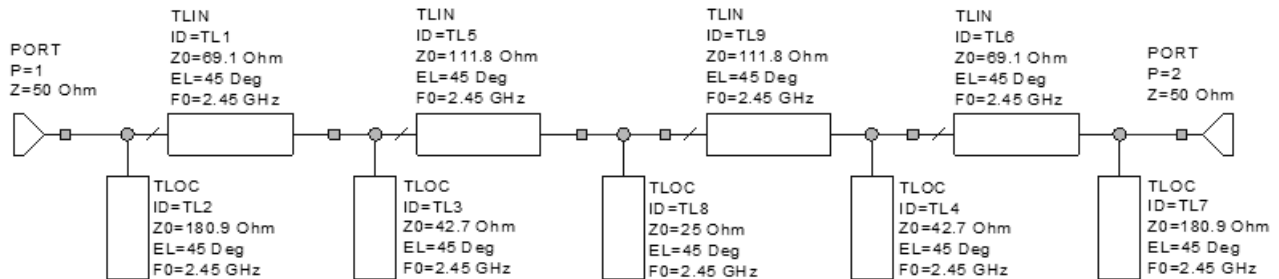 PORT
P=1
Z=50 Ohm
TLIN
ID=TL1
Z0=69.1 Ohm
EL=45 Deg
F0=2.45 GHz
TLIN
ID=TL5
Z0=111.8 Ohm
EL=45 Deg
F0=2.45 GHz
TLIN
ID=TL9
Z0=111.8 Ohm
EL=45 Deg
F0=2.45 GHz
TLIN
ID=TL6
Z0=69.1 Ohm
EL=45 Deg
F0=2.45 GHz
PORT
P=2
Z=50 Ohm
TLOC
ID=TL2
Z0=180.9 Ohm
EL=45 Deg
F0=2.45 GHz
TLOC
ID=TL3
Z0=42.7 Ohm
EL=45 Deg
F0=2.45 GHz
TLOC
ID=TL8
Z0=25 Ohm
EL=45 Deg
F0=2.45 GHz
TLOC
ID=TL4
Z0=42.7 Ohm
EL=45 Deg
F0=2.45 GHz
TLOC
ID=TL7
Z0=180.9 Ohm
EL=45 Deg
F0=2.45 GHz